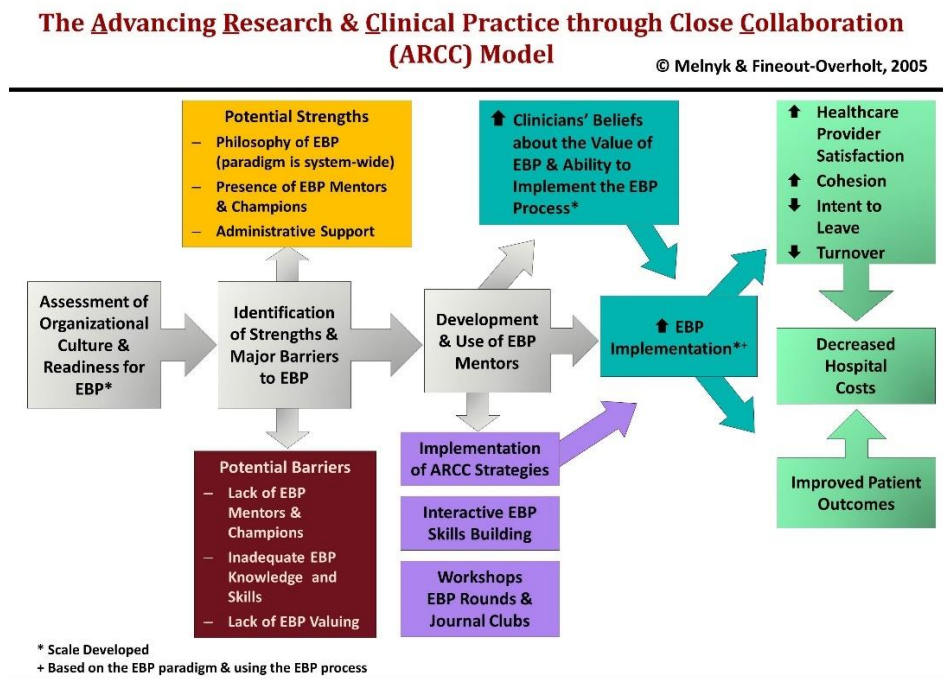 The Advancing Research & Clinical Practice through Close Collaboration
(ARCC) Model
© Melnyk & Fineout-Overholt, 2005
Potential Strengths
– Philosophy of EBP
(paradigm is system-wide)
– Presence of EBP Mentors
& Champions
– Administrative Support
Assessment of
Organizational
Culture &
Readiness for
EBP*
Identification
of Strengths &
Major Barriers
to EBP
Potential Barriers
– Lack of EBP
Mentors &
Champions
– Inadequate EBP
Knowledge and
Skills
– Lack of EBP Valuing
Clinicians’ Beliefs
about the Value of
EBP & Ability to
Implement the EBP
Process*
Development
& Use of EBP
Mentors
Implementation
of ARCC Strategies
Interactive EBP
Skills Building
Workshops
EBP Rounds &
Journal Clubs
EBP
Implementation*+
Healthcare
Provider
Satisfaction
Cohesion
Intent to
Leave
Turnover
Decreased
Hospital
Costs
Improved Patient
Outcomes
* Scale Developed
+ Based on the EBP paradigm & using the EBP process